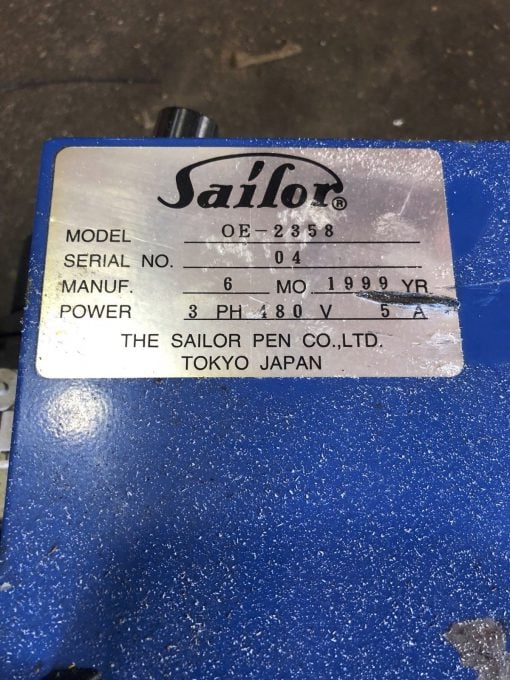 Sailor®
MODEL OE-2358
SERIAL NO. 04
MANUF. 6 MO 1999 YR
POWER 3 PH 480 V 5 A
THE SAILOR PEN CO.,LTD.
TOKYO JAPAN